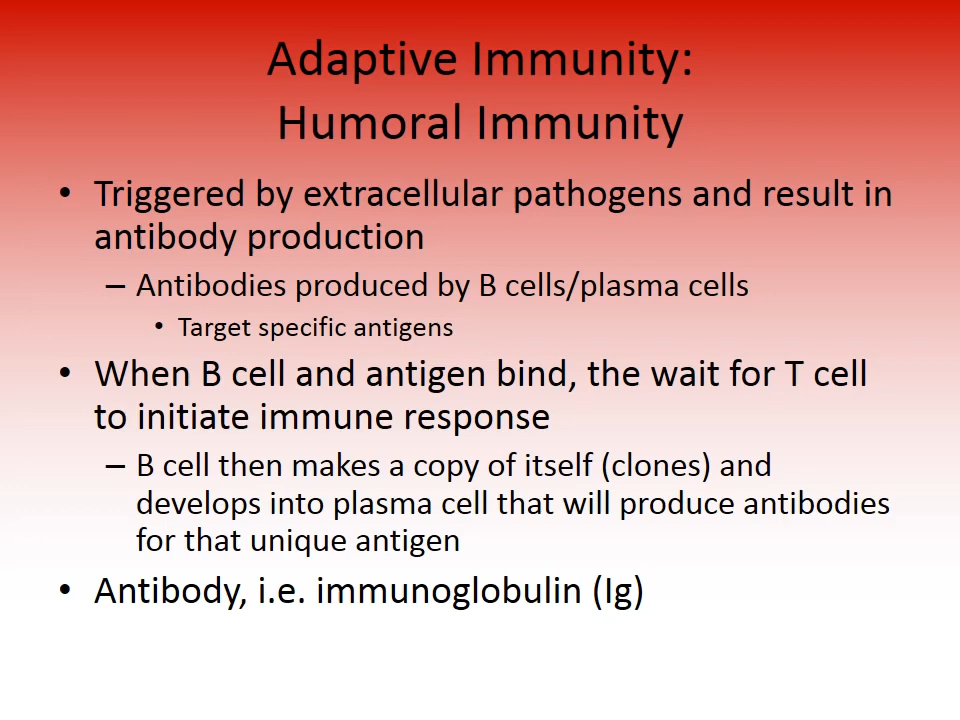 Adaptive Immunity:
Humoral Immunity
• Triggered by extracellular pathogens and result in
antibody production
– Antibodies produced by B cells/plasma cells
• Target specific antigens
• When B cell and antigen bind, the wait for T cell
to initiate immune response
– B cell then makes a copy of itself (clones) and
develops into plasma cell that will produce antibodies
for that unique antigen
• Antibody, i.e. immunoglobulin (Ig)